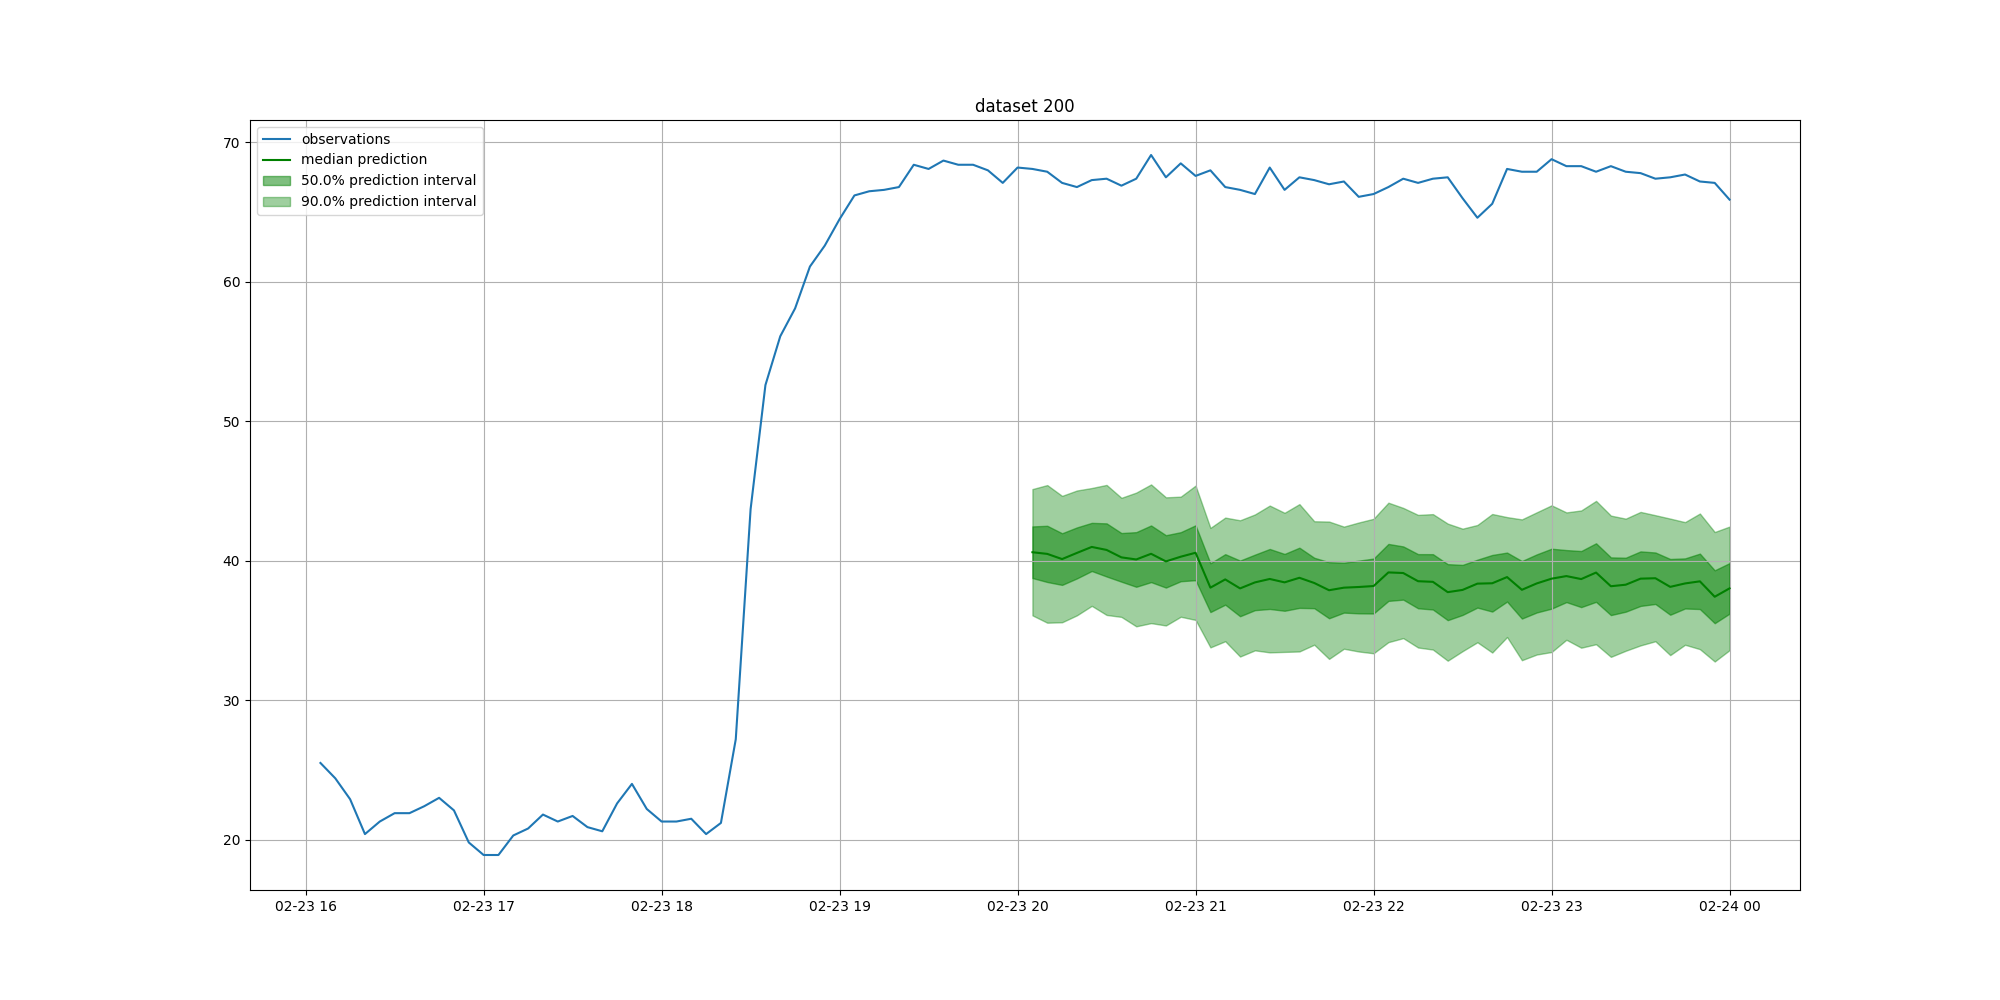 dataset 200
observations
median prediction
50.0% prediction interval
90.0% prediction interval
70
60
50
40
30
20
02-23 16 02-23 17 02-23 18 02-23 19 02-23 20 02-23 21 02-23 22 02-23 23 02-24 00